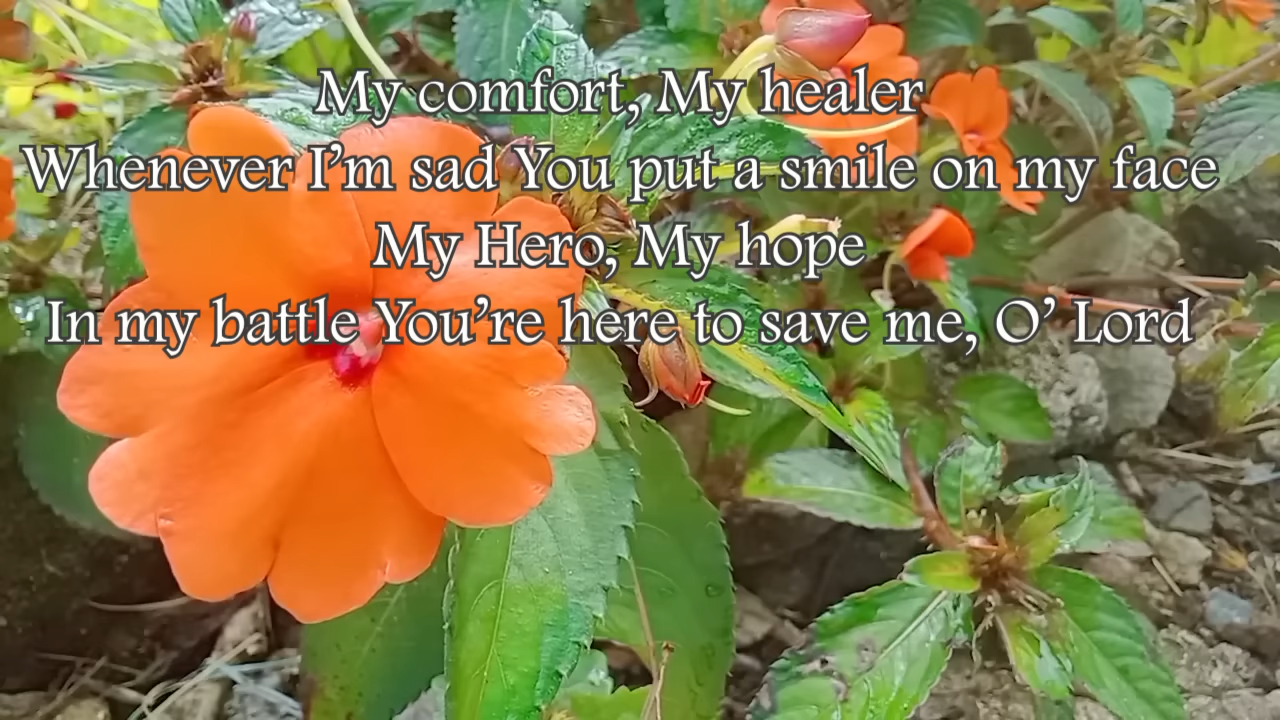 My comfort, My healer
Whenever I’m sad You put a smile on my face
My Hero, My hope
In my battle You’re here to save me, O’ Lord